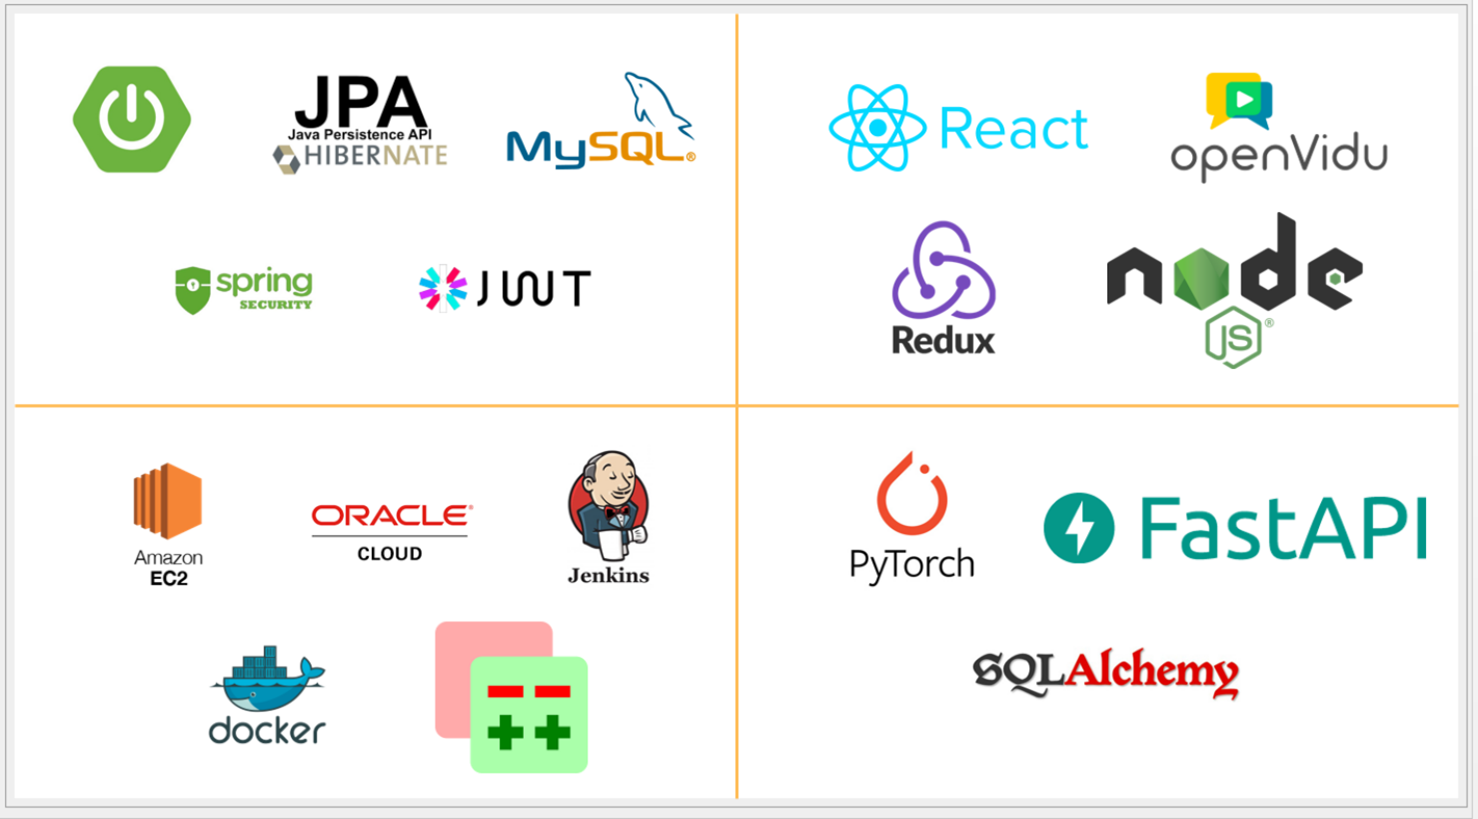 JPA
Java Persistence API
HIBERNATE
MySQL®
spring
SECURITY
JWT
React
openVidu
Redux
node
JS®
Amazon
EC2
ORACLE®
CLOUD
Jenkins
docker
PyTorch
FastAPI
SQLAlchemy